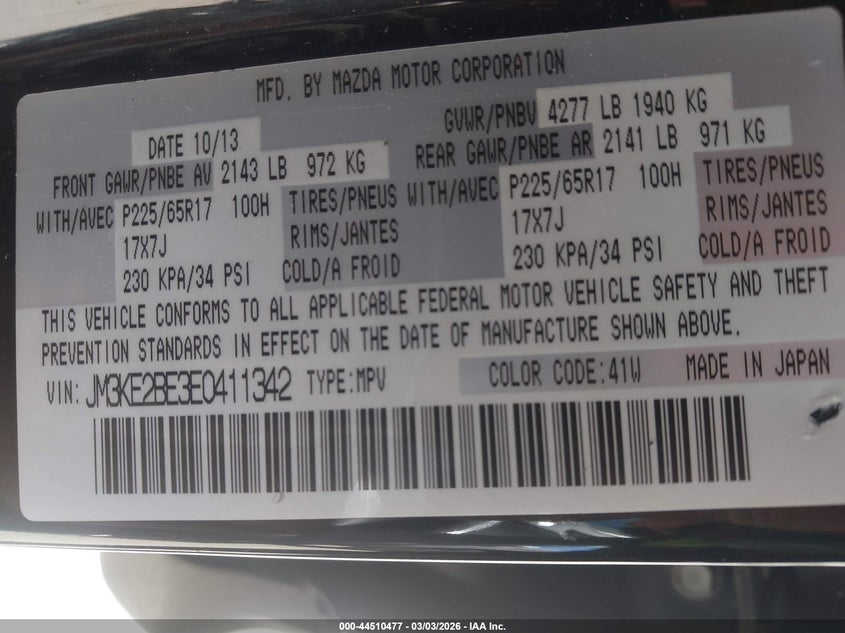 MFD. BY MAZDA MOTOR CORPORATION
DATE 10/13
GVWR/PNBV 4277 LB 1940 KG
FRONT GAWR/PNBE AV 2143 LB 972 KG
REAR GAWR/PNBE AR 2141 LB 971 KG
WITH/AVEC P225/65R17 100H TIRES/PNEUS
WITH/AVEC P225/65R17 100H TIRES/PNEUS
17X7J RIMS/JANTES
17X7J RIMS/JANTES
230 KPA/34 PSI COLD/A FROID
230 KPA/34 PSI COLD/A FROID
THIS VEHICLE CONFORMS TO ALL APPLICABLE FEDERAL MOTOR VEHICLE SAFETY AND THEFT
PREVENTION STANDARDS IN EFFECT ON THE DATE OF MANUFACTURE SHOWN ABOVE.
VIN: JM3KE2BE3E0411342 TYPE:MPV COLOR CODE:41W MADE IN JAPAN
000-44510477 - 03/03/2026 - IAA Inc.